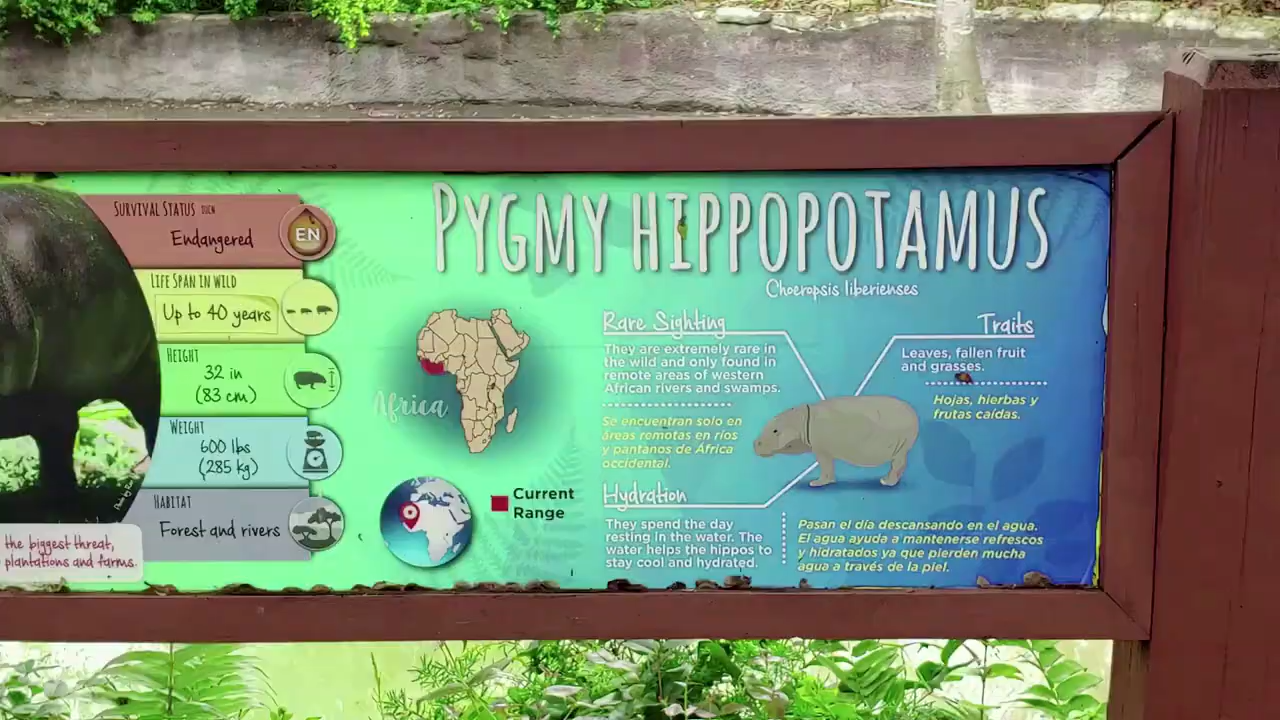 PYGMY HIPPOPOTAMUS
Choeropsis liberienses
SURVIVAL STATUS IUCN
Endangered
EN
LIFE SPAN IN WILD
Up to 40 years
HEIGHT
32 in
(83 cm)
WEIGHT
600 lbs
(285 kg)
HABITAT
Forest and rivers
the biggest threat,
plantations and farms.
Africa
Current
Range
Rare Sighting
They are extremely rare in
the wild and only found in
remote areas of western
African rivers and swamps.
Se encuentran solo en
áreas remotas en ríos
y pantanos de África
occidental.
Traits
Leaves, fallen fruit
and grasses.
Hojas, hierbas y
frutas caídas.
Hydration
They spend the day
resting in the water. The
water helps the hippos to
stay cool and hydrated.
Pasan el día descansando en el agua.
El agua ayuda a mantenerse refrescos
y hidratados ya que pierden mucha
agua a través de la piel.